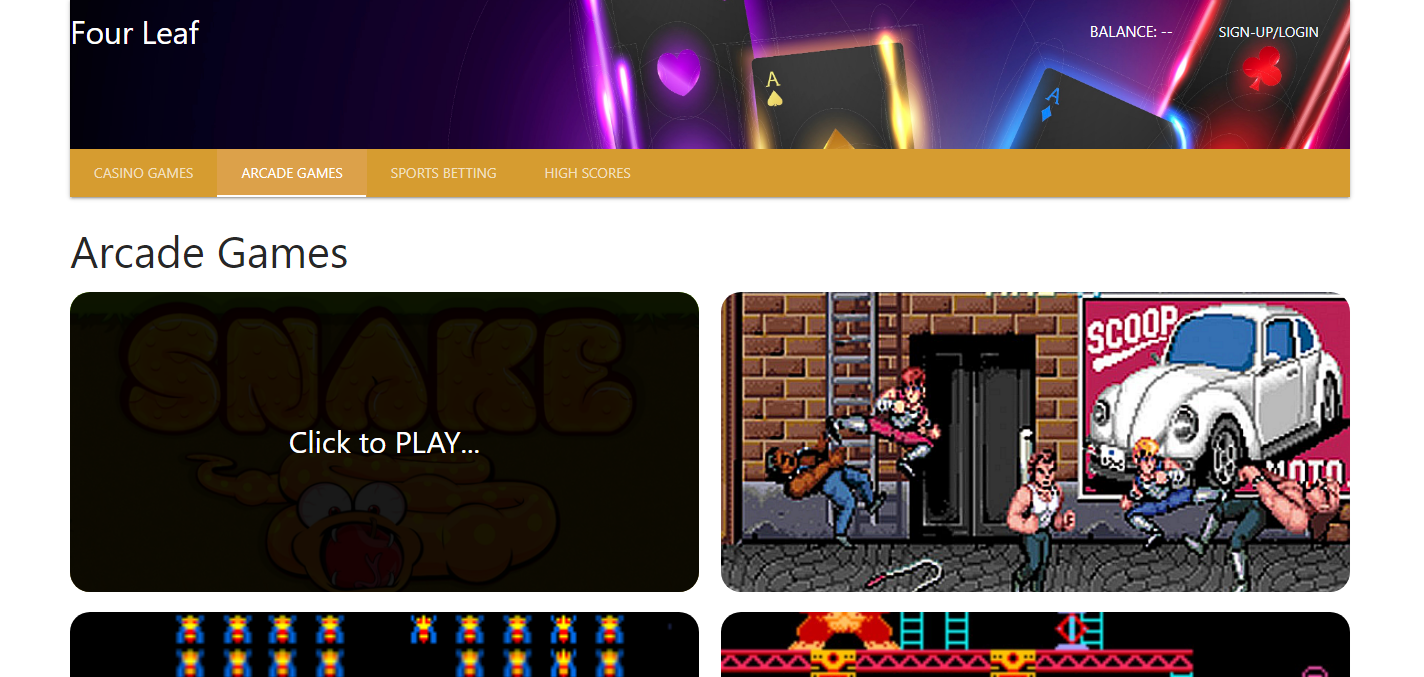 Four Leaf
BALANCE: --
SIGN-UP/LOGIN
A
A
CASINO GAMES
ARCADE GAMES
SPORTS BETTING
HIGH SCORES
Arcade Games
SNAKE
Click to PLAY...
SCOOP
MOTO